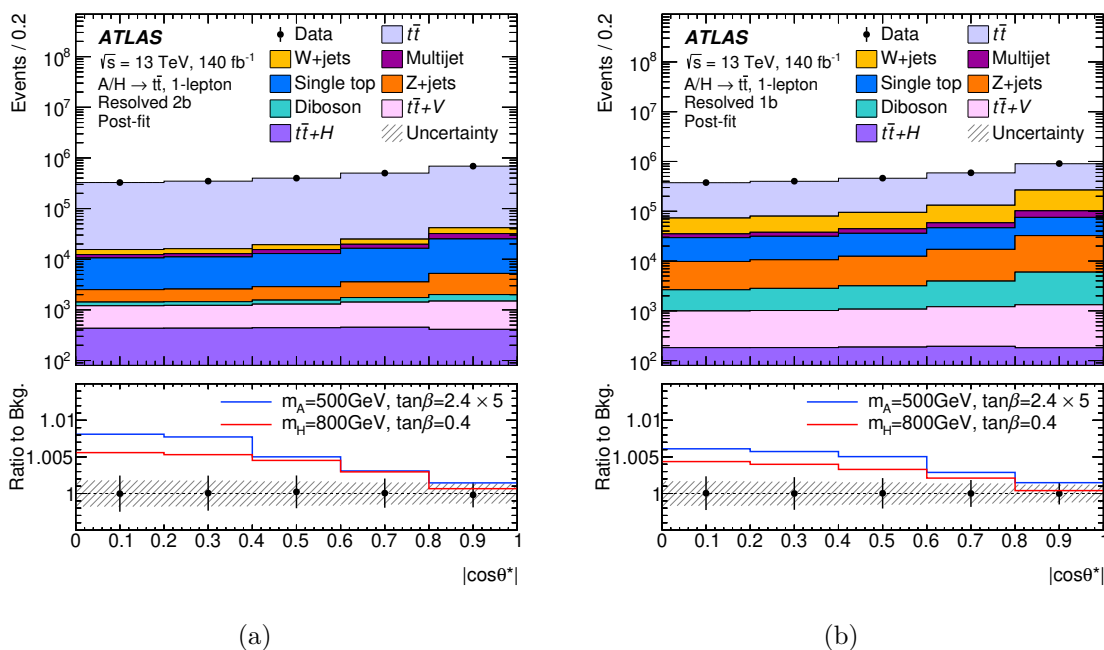 Events / 0.2
10⁸
10⁷
10⁶
10⁵
10⁴
10³
10²
ATLAS
√s = 13 TeV, 140 fb⁻¹
A/H → tt̄, 1-lepton
Resolved 2b
Post-fit
Data
tt̄
W+jets
Multijet
Single top
Z+jets
Diboson
tt̄+V
tt̄+H
Uncertainty
Ratio to Bkg.
1.01
1.005
1
m_A=500GeV, tanβ=2.4 × 5
m_H=800GeV, tanβ=0.4
0 0.1 0.2 0.3 0.4 0.5 0.6 0.7 0.8 0.9 1
|cosθ*|
(a)
Events / 0.2
10⁸
10⁷
10⁶
10⁵
10⁴
10³
10²
ATLAS
√s = 13 TeV, 140 fb⁻¹
A/H → tt̄, 1-lepton
Resolved 1b
Post-fit
Data
tt̄
W+jets
Multijet
Single top
Z+jets
Diboson
tt̄+V
tt̄+H
Uncertainty
Ratio to Bkg.
1.01
1.005
1
m_A=500GeV, tanβ=2.4 × 5
m_H=800GeV, tanβ=0.4
0 0.1 0.2 0.3 0.4 0.5 0.6 0.7 0.8 0.9 1
|cosθ*|
(b)